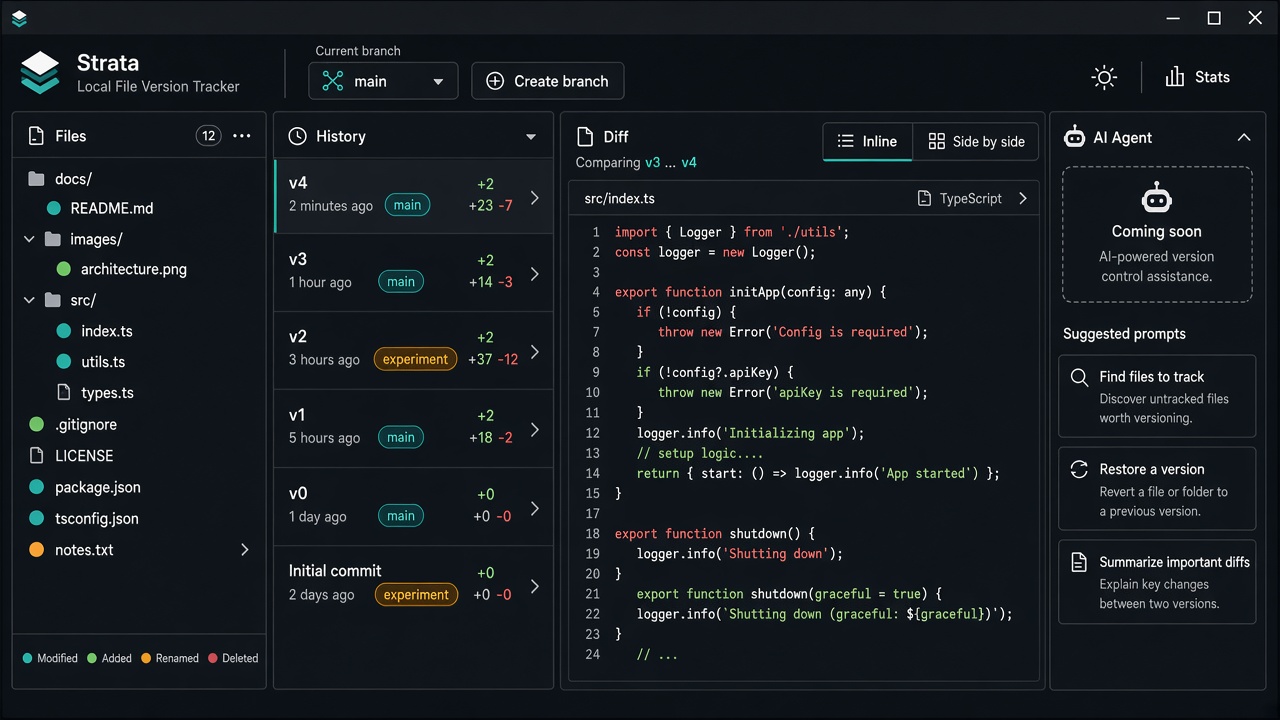 Strata
Local File Version Tracker
Current branch
main
Create branch
Stats
Files
12
docs/
README.md
images/
architecture.png
src/
index.ts
utils.ts
types.ts
.gitignore
LICENSE
package.json
tsconfig.json
notes.txt
Modified
Added
Renamed
Deleted
History
v4
+2
2 minutes ago
main
+23 -7
v3
+2
1 hour ago
main
+14 -3
v2
+2
3 hours ago
experiment
+37 -12
v1
+2
5 hours ago
main
+18 -2
v0
+0
1 day ago
main
+0 -0
Initial commit
+0
2 days ago
experiment
+0 -0
Diff
Comparing v3 ... v4
Inline
Side by side
src/index.ts
TypeScript
1 import { Logger } from './utils';
2 const logger = new Logger();
3
4 export function initApp(config: any) {
5 if (!config) {
7 throw new Error('Config is required');
8 }
9 if (!config?.apiKey) {
10 throw new Error('apiKey is required');
11 }
12 logger.info('Initializing app');
13 // setup logic....
14 return { start: () => logger.info('App started') };
15 }
17
18 export function shutdown() {
19 logger.info('Shutting down');
20 }
21 export function shutdown(graceful = true) {
22 logger.info(`Shutting down (graceful: ${graceful})`);
23 }
24 // ...
AI Agent
Coming soon
AI-powered version
control assistance.
Suggested prompts
Find files to track
Discover untracked files
worth versioning.
Restore a version
Revert a file or folder to
a previous version.
Summarize important diffs
Explain key changes
between two versions.